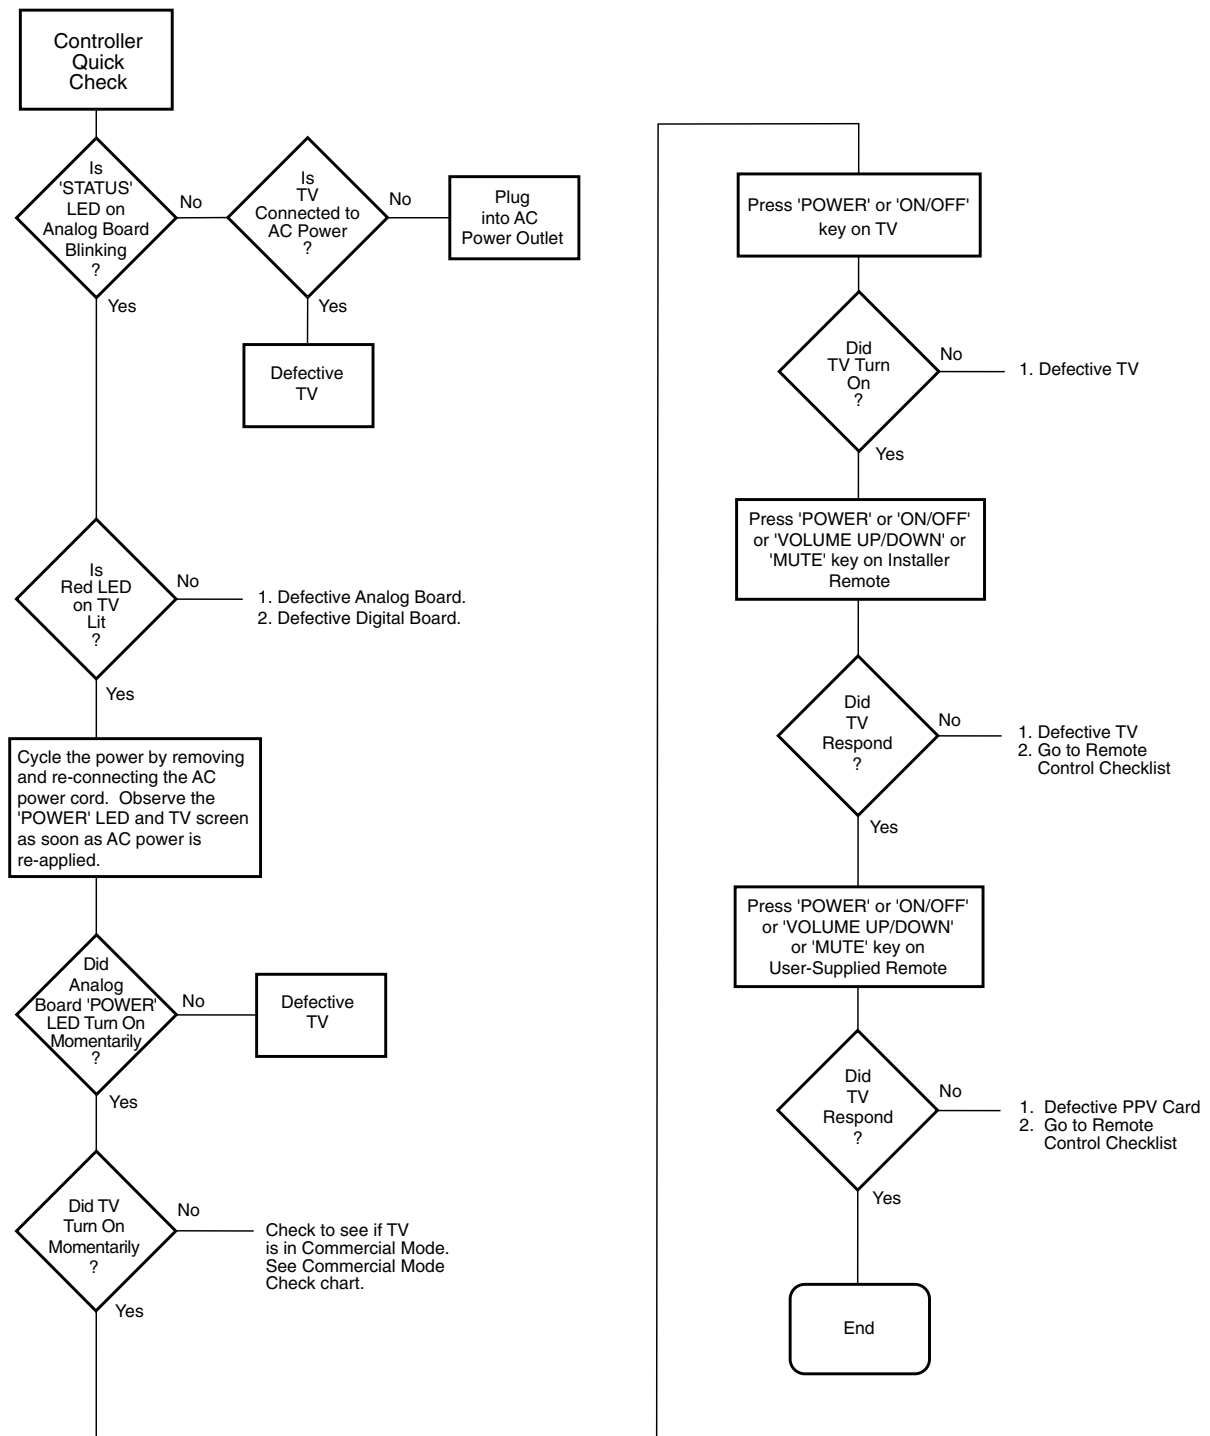 Controller
Quick
Check
Is
'STATUS'
LED on
Analog Board
Blinking
?
No
Yes
Is
TV
Connected to
AC Power
?
No
Yes
Plug
into AC
Power Outlet
Defective
TV
Is
Red LED
on TV
Lit
?
No
1. Defective Analog Board.
2. Defective Digital Board.
Yes
Cycle the power by removing
and re-connecting the AC
power cord. Observe the
'POWER' LED and TV screen
as soon as AC power is
re-applied.
Did
Analog
Board 'POWER'
LED Turn On
Momentarily
?
No
Defective
TV
Yes
Did TV
Turn On
Momentarily
?
No
Check to see if TV
is in Commercial Mode.
See Commercial Mode
Check chart.
Yes
Press 'POWER' or 'ON/OFF'
key on TV
Did
TV Turn
On
?
No
1. Defective TV
Yes
Press 'POWER' or 'ON/OFF'
or 'VOLUME UP/DOWN' or
'MUTE' key on Installer
Remote
Did
TV
Respond
?
No
1. Defective TV
2. Go to Remote
Control Checklist
Yes
Press 'POWER' or 'ON/OFF'
or 'VOLUME UP/DOWN'
or 'MUTE' key on
User-Supplied Remote
Did
TV
Respond
?
No
1. Defective PPV Card
2. Go to Remote
Control Checklist
Yes
End